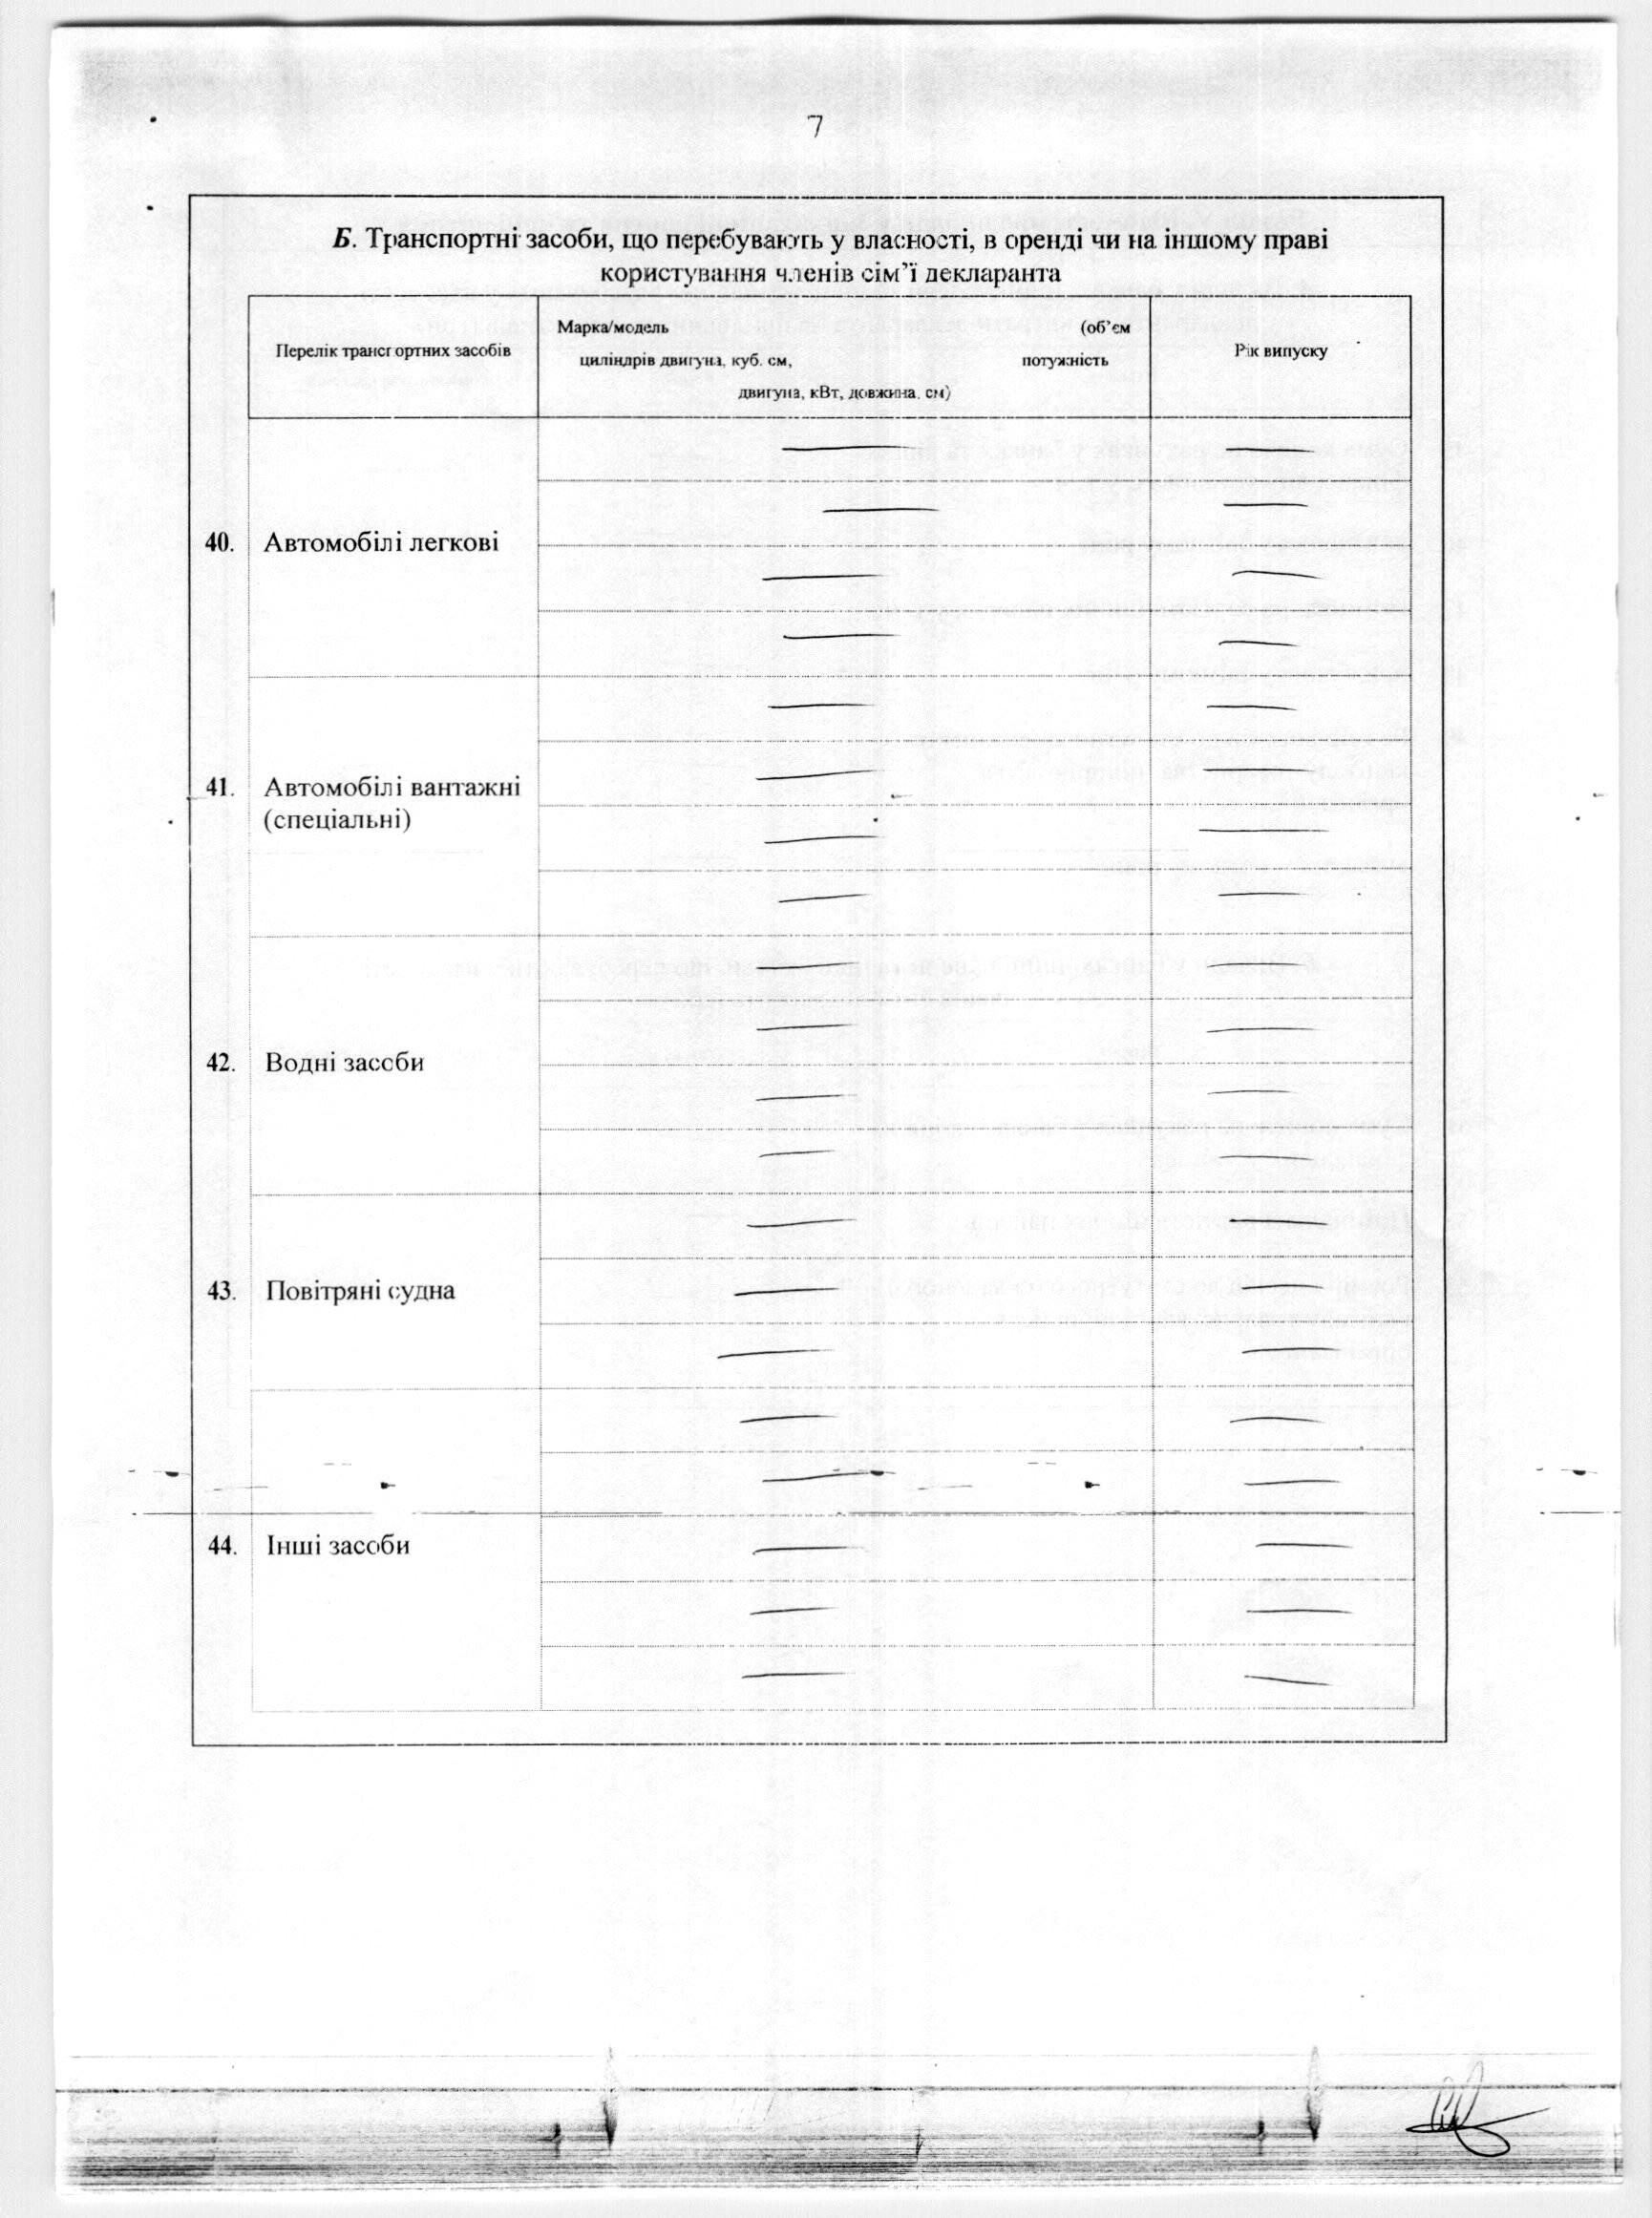 7
Б. Транспортні засоби, що перебувають у власності, в оренді чи на іншому праві
користування членів сім’ї декларанта
Перелік транспортних засобів
Марка/модель (об’єм
циліндрів двигуна, куб. см, потужність
двигуна, кВт, довжина, см)
Рік випуску
40. Автомобілі легкові
41. Автомобілі вантажні
(спеціальні)
42. Водні засоби
43. Повітряні судна
44. Інші засоби